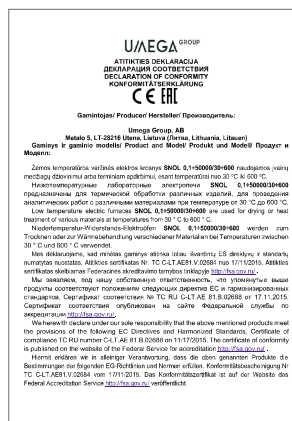 UMEGA GROUP
ATITIKTIES DEKLARACIJA
ДЕКЛАРАЦИЯ СООТВЕТСТВИЯ
DECLARATION OF CONFORMITY
KONFORMITÄTSERKLÄRUNG
CE EAC
Gamintojas/ Producer/ Hersteller/ Производитель:
Umega Group, AB
Metalo 5, LT-28216 Utena, Lietuva (Литва, Lithuania, Litauen)
Gaminys ir gaminio modelis/ Product and Model/ Produkt und Modell/ Продукт и
Модель:
Žemos temperatūros varžinės elektros krosnys SNOL 0,1÷50000/30÷600 naudojamos įvairių
medžiagų džiovinimui arba terminiam apdirbimui, esant temperatūrai nuo 30 °C iki 600 °C.
Низкотемпературные лабораторные электропечи SNOL 0,1÷50000/30÷600
предназначены для термической обработки различных изделий, для проведения
аналитических работ с различными материалами при температуре от 30 °C до 600 °C.
Low temperature electric furnaces SNOL 0,1÷50000/30÷600 are used for drying or heat
treatment of various materials at temperatures from 30 ° C to 600 ° C.
Niedertemperatur-Widerstands-Elektroöfen SNOL 0,1÷50000/30÷600 werden zum
Trocknen oder zur Wärmebehandlung verschiedener Materialien bei Temperaturen zwischen
30 ° C und 600 ° C verwendet.
Mes deklaruojame, kad minėtas gaminys atitinka toliau išvardintų ES direktyvų ir standartų
numatytas nuostatas. Atitikties sertifikatas Nr. TC LT-AE81.V.02684 nuo 17/11/2015. Atitikties
sertifikatas skelbiamas Federacinės akreditavimo tarnybos tinklapyje http://fsa.gov.ru/ .
Мы заявляем, под нашу собственную ответственность, что упомянутые выше
продукты соответствуют положениям следующих директив ЕС и гармонизированных
стандартов. Сертификат соответствия № TC RU C-LT.AE 81.B.02688 от 17.11.2015.
Сертификат соответствия опубликован на сайте Федеральной службы по
аккредитации http://fsa.gov.ru/.
We herewith declare under our sole responsibility that the above mentioned products meet
the provisions of the following EC Directives and Harmonized Standards. Certificate of
compliance TC RU number C-LT.AE 81.B.02688 on 11/17/2015. The certificate of conformity
is published on the website of the Federal Service for accreditation http://fsa.gov.ru/ .
Hiermit erklären wir in alleiniger Verantwortung, dass die oben genannten Produkte die
Bestimmungen der folgenden EG-Richtlinien und Normen erfüllen. Konformitätsbescheinigung Nr
TC C-LT.AE81.V.02684 vom 17/11/2015. Das Konformitätszertifikat ist auf der Website des
Federal Accreditation Service http://fsa.gov.ru/ veröffentlicht.